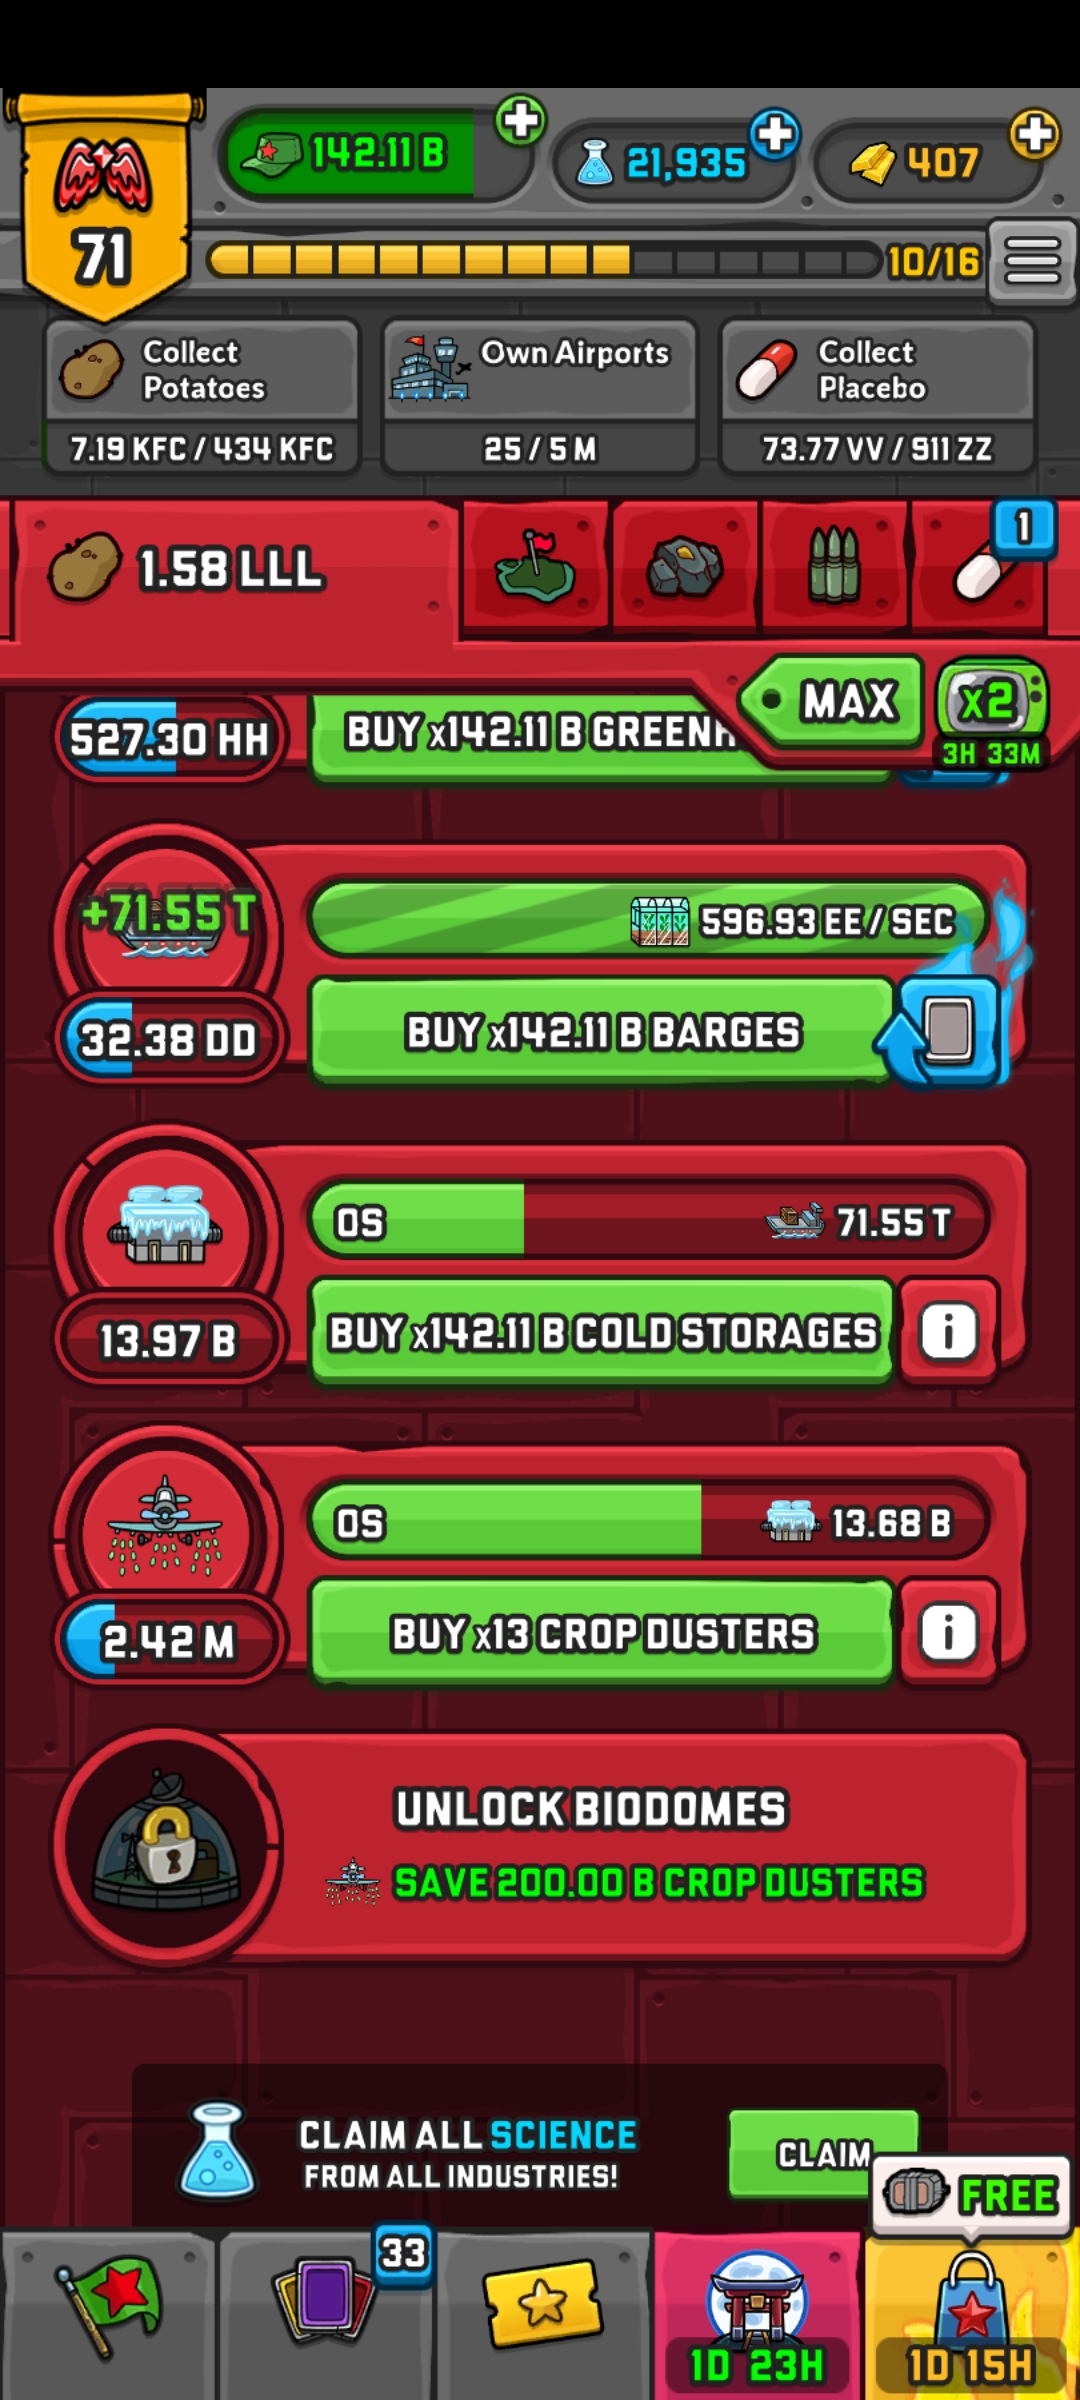 142.11 B
21,935
407
71
10/16
Collect
Potatoes
7.19 KFC / 434 KFC
Own Airports
25 / 5 M
Collect
Placebo
73.77 VV / 911 ZZ
1.58 LLL
1
MAX
x2
3H 33M
527.30 HH
BUY x142.11 B
+71.55 T
596.93 EE / SEC
32.38 DD
BUY x142.11 B BARGES
0S
71.55 T
13.97 B
BUY x142.11 B COLD STORAGES
i
0S
13.68 B
2.42 M
BUY x13 CROP DUSTERS
i
UNLOCK BIODOMES
SAVE 200.00 B CROP DUSTERS
CLAIM ALL SCIENCE
FROM ALL INDUSTRIES!
CLAIM
FREE
33
1D 23H
1D 15H